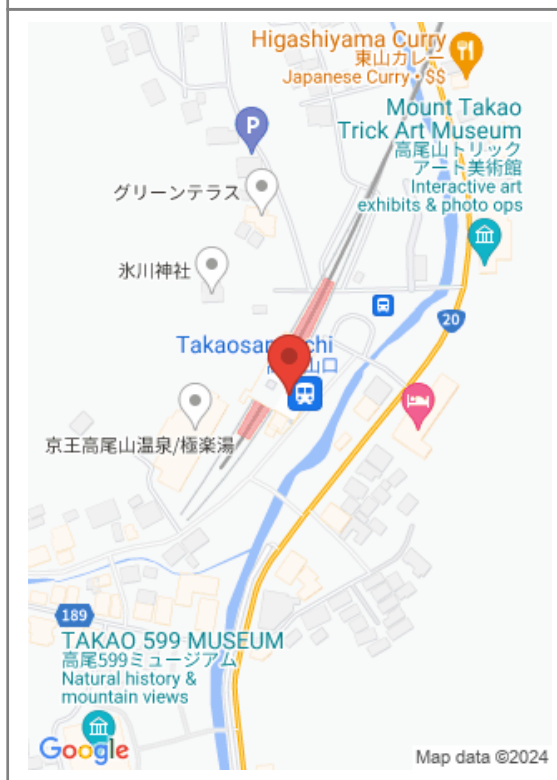 Higashiyama Curry
東山カレー
Japanese Curry・$$
Mount Takao
Trick Art Museum
高尾山トリック
アート美術館
Interactive art
exhibits & photo ops
P
グリーンテラス
氷川神社
20
山口
京王高尾山温泉/極楽湯
189
TAKAO 599 MUSEUM
高尾599ミュージアム
Natural history &
mountain views
Google
Map data ©2024